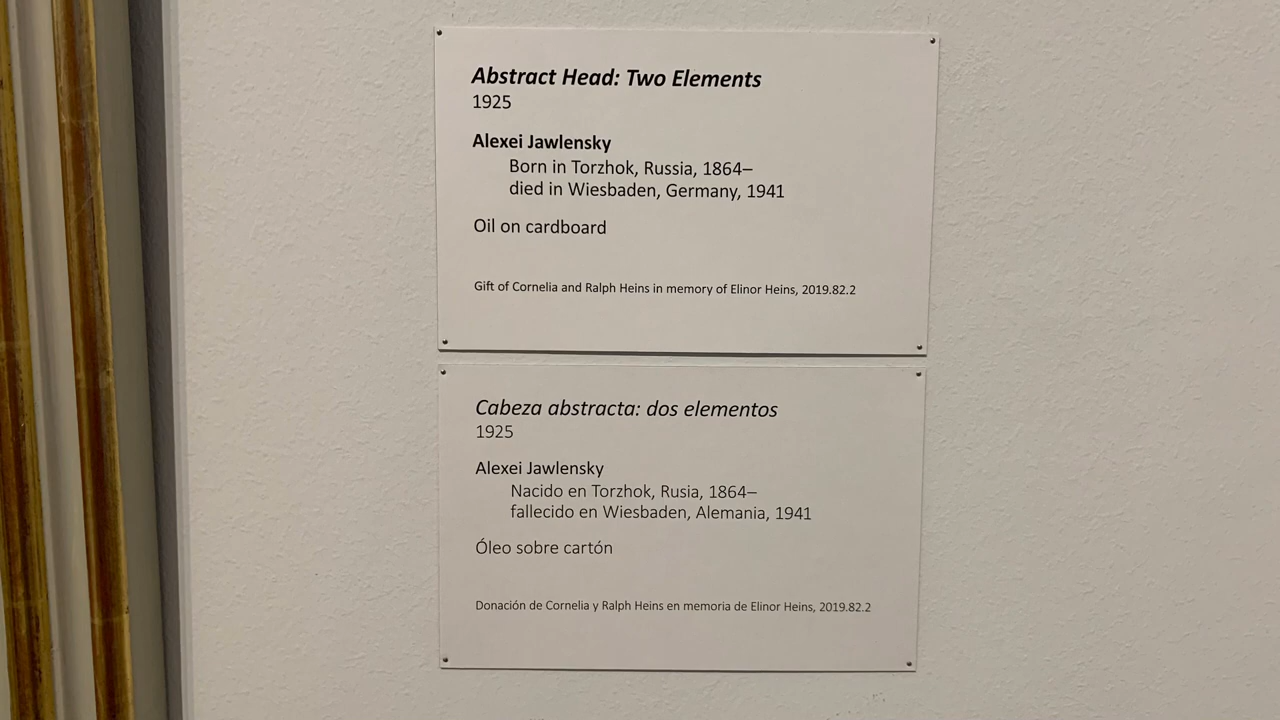 Abstract Head: Two Elements
1925
Alexei Jawlensky
Born in Torzhok, Russia, 1864–
died in Wiesbaden, Germany, 1941
Oil on cardboard
Gift of Cornelia and Ralph Heins in memory of Elinor Heins, 2019.82.2
Cabeza abstracta: dos elementos
1925
Alexei Jawlensky
Nacido en Torzhok, Rusia, 1864–
fallecido en Wiesbaden, Alemania, 1941
Óleo sobre cartón
Donación de Cornelia y Ralph Heins en memoria de Elinor Heins, 2019.82.2